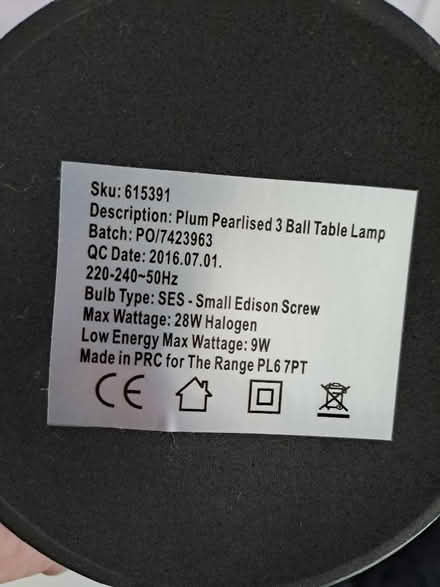 Sku: 615391
Description: Plum Pearlised 3 Ball Table Lamp
Batch: PO/7423963
QC Date: 2016.07.01.
220-240~50Hz
Bulb Type: SES - Small Edison Screw
Max Wattage: 28W Halogen
Low Energy Max Wattage: 9W
Made in PRC for The Range PL6 7PT
CE